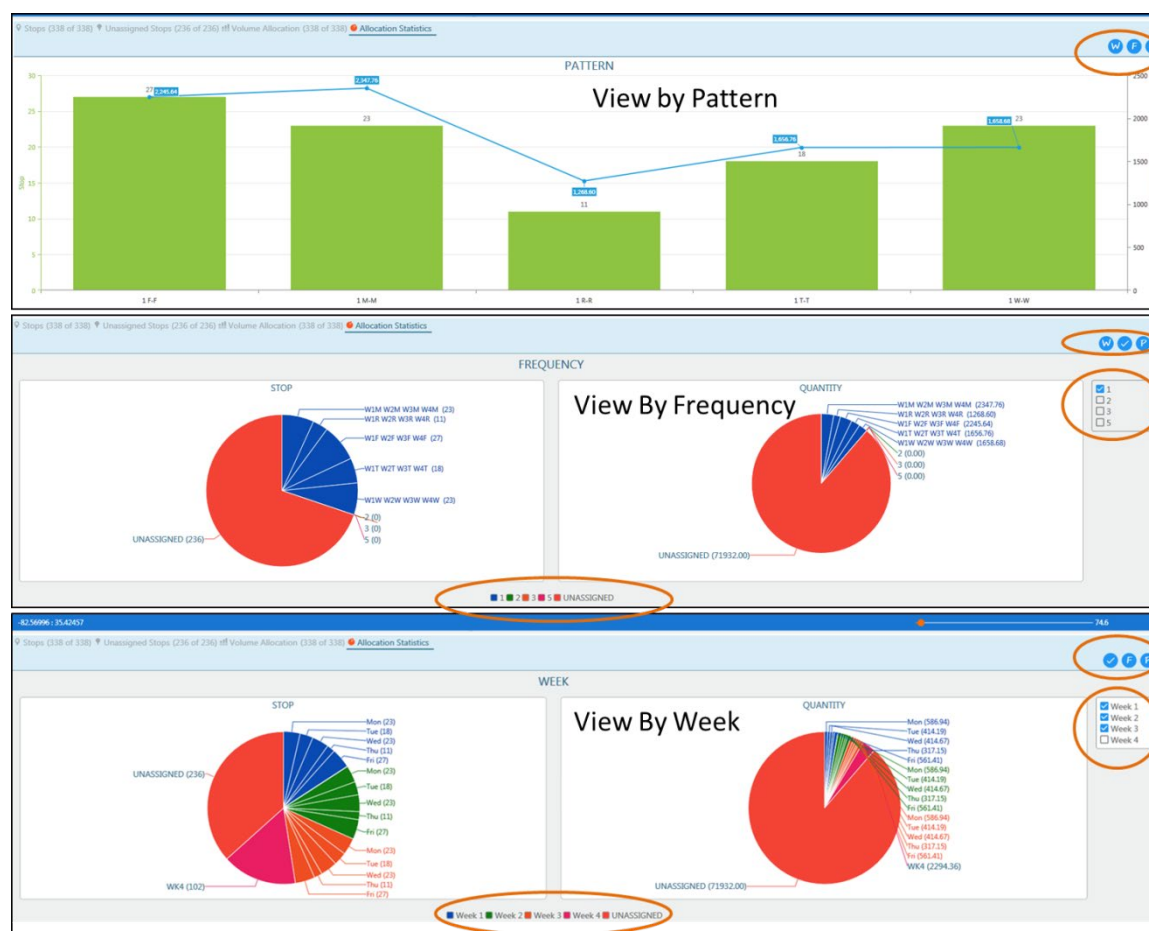 Stops (338 of 338) Unassigned Stops (236 of 236) Volume Allocation (338 of 338) Allocation Statistics
W F
PATTERN
View by Pattern
30 25 20 15 10 5 0
Stop
27 2,245.64
2,347.76
23
1,268.60
11
1,656.76
18
1,658.68 23
2500 2000 1500 1000 500 0
1 F-F 1 M-M 1 R-R 1 T-T 1 W-W
Stops (338 of 338) Unassigned Stops (236 of 236) Volume Allocation (338 of 338) Allocation Statistics
W P
FREQUENCY
STOP
W1M W2M W3M W4M (23)
W1R W2R W3R W4R (11)
W1F W2F W3F W4F (27)
W1T W2T W3T W4T (18)
W1W W2W W3W W4W (23)
2 (0)
3 (0)
5 (0)
UNASSIGNED (236)
QUANTITY
View By Frequency
W1M W2M W3M W4M (2347.76)
W1R W2R W3R W4R (1268.60)
W1F W2F W3F W4F (2245.64)
W1T W2T W3T W4T (1656.76)
W1W W2W W3W W4W (1658.68)
2 (0.00)
3 (0.00)
5 (0.00)
UNASSIGNED (71932.00)
1
2
3
5
1 2 3 5 UNASSIGNED
-82.56996 : 35.42457 74.6
Stops (338 of 338) Unassigned Stops (236 of 236) Volume Allocation (338 of 338) Allocation Statistics
F P
WEEK
STOP
Mon (23)
Tue (18)
Wed (23)
Thu (11)
Fri (27)
Mon (23)
Tue (18)
Wed (23)
Thu (11)
Fri (27)
Mon (23)
Tue (18)
Wed (23)
Thu (11)
Fri (27)
WK4 (102)
UNASSIGNED (236)
QUANTITY
View By Week
Mon (586.94)
Tue (414.19)
Wed (414.67)
Thu (317.15)
Fri (561.41)
Mon (586.94)
Tue (414.19)
Wed (414.67)
Thu (317.15)
Fri (561.41)
Mon (586.94)
Tue (414.19)
Wed (414.67)
Thu (317.15)
Fri (561.41)
WK4 (2294.36)
UNASSIGNED (71932.00)
Week 1
Week 2
Week 3
Week 4
Week 1 Week 2 Week 3 Week 4 UNASSIGNED